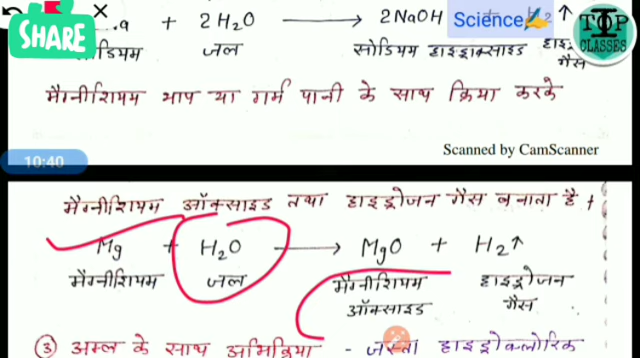 SHARE
+ 2H₂O → 2NaOH
Science✍
TOP CLASSES
जल सोडियम हाइड्राक्साइड
गैस
मैग्नीशियम भाप या गर्म पानी के साथ क्रिया करके
Scanned by CamScanner
10:40
मैग्नीशियम ऑक्साइड तथा हाइड्रोजन गैस बनाता है।
Mg + H₂O → MgO + H₂↑
मैग्नीशियम जल मैग्नीशियम ऑक्साइड हाइड्रोजन गैस
③ अम्ल के साथ अभिक्रिया - जस्ता हाइड्रोक्लोरिक